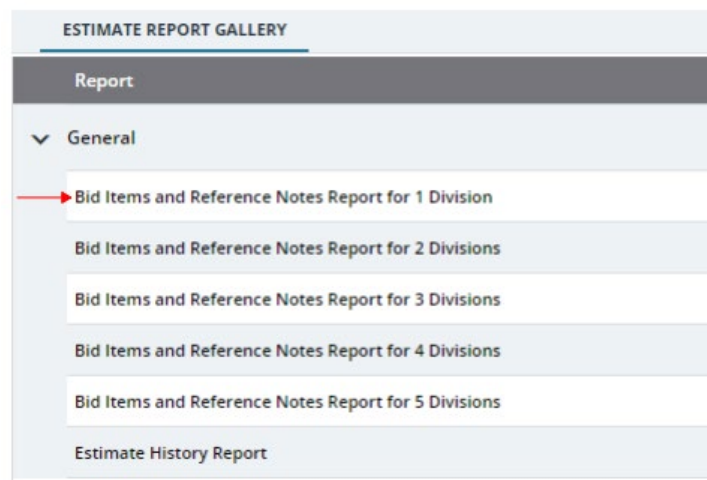 ESTIMATE REPORT GALLERY
Report
General
Bid Items and Reference Notes Report for 1 Division
Bid Items and Reference Notes Report for 2 Divisions
Bid Items and Reference Notes Report for 3 Divisions
Bid Items and Reference Notes Report for 4 Divisions
Bid Items and Reference Notes Report for 5 Divisions
Estimate History Report